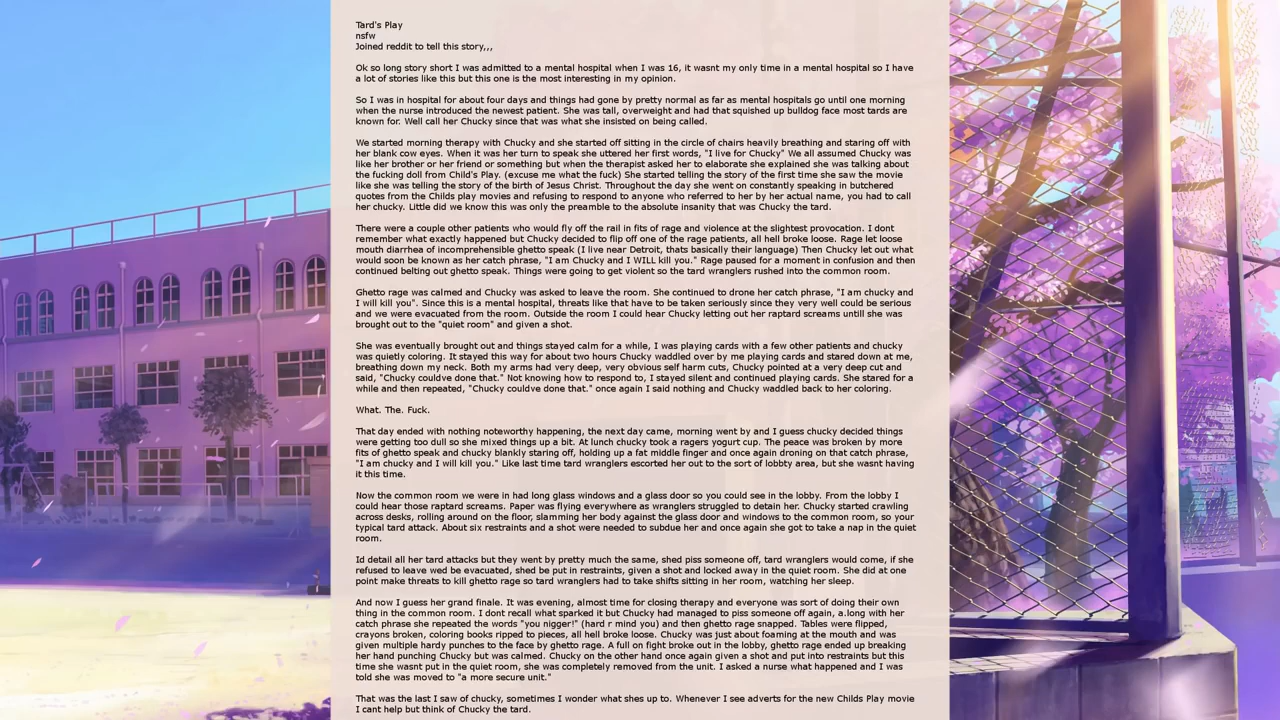 Tard's Play
nsfw
Joined reddit to tell this story,,,
Ok so long story short I was admitted to a mental hospital when I was 16, it wasnt my only time in a mental hospital so I have
a lot of stories like this but this one is the most interesting in my opinion.
So I was in hospital for about four days and things had gone by pretty normal as far as mental hospitals go until one morning
when the nurse introduced the newest patient. She was tall, overweight and had that squished up bulldog face most tards are
known for. Well call her Chucky since that was what she insisted on being called.
We started morning therapy with Chucky and she started off sitting in the circle of chairs heavily breathing and staring off with
her blank cow eyes. When it was her turn to speak she uttered her first words, "I live for Chucky" We all assumed Chucky was
like her brother or her friend or something but when the therapist asked her to elaborate she explained she was talking about
the fucking doll from Child's Play. (excuse me what the fuck) She started telling the story of the first time she saw the movie
like she was telling the story of the birth of Jesus Christ. Throughout the day she went on constantly speaking in butchered
quotes from the Childs play movies and refusing to respond to anyone who referred to her by her actual name, you had to call
her chucky. Little did we know this was only the preamble to the absolute insanity that was Chucky the tard.
There were a couple other patients who would fly off the rail in fits of rage and violence at the slightest provocation. I dont
remember what exactly happened but Chucky decided to flip off one of the rage patients, all hell broke loose. Rage let loose
mouth diarrhea of incomprehensible ghetto speak (I live near Detroit, thats basically their language) Then Chucky let out what
would soon be known as her catch phrase, "I am Chucky and I WILL kill you." Rage paused for a moment in confusion and then
continued belting out ghetto speak. Things were going to get violent so the tard wranglers rushed into the common room.
Ghetto rage was calmed and Chucky was asked to leave the room. She continued to drone her catch phrase, "I am chucky and
I will kill you". Since this is a mental hospital, threats like that have to be taken seriously since they very well could be serious
and we were evacuated from the room. Outside the room I could hear Chucky letting out her raptard screams untill she was
brought out to the "quiet room" and given a shot.
She was eventually brought out and things stayed calm for a while, I was playing cards with a few other patients and chucky
was quietly coloring. It stayed this way for about two hours Chucky waddled over by me playing cards and stared down at me,
breathing down my neck. Both my arms had very deep, very obvious self harm cuts, Chucky pointed at a very deep cut and
said, "Chucky couldve done that." Not knowing how to respond to, I stayed silent and continued playing cards. She stared for a
while and then repeated, "Chucky couldve done that." once again I said nothing and Chucky waddled back to her coloring.
What. The. Fuck.
That day ended with nothing noteworthy happening, the next day came, morning went by and I guess chucky decided things
were getting too dull so she mixed things up a bit. At lunch chucky took a ragers yogurt cup. The peace was broken by more
fits of ghetto speak and chucky blankly staring off, holding up a fat middle finger and once again droning on that catch phrase,
"I am chucky and I will kill you." Like last time tard wranglers escorted her out to the sort of lobbty area, but she wasnt having
it this time.
Now the common room we were in had long glass windows and a glass door so you could see in the lobby. From the lobby I
could hear those raptard screams. Paper was flying everywhere as wranglers struggled to detain her. Chucky started crawling
across desks, rolling around on the floor, slamming her body against the glass door and windows to the common room, so your
typical tard attack. About six restraints and a shot were needed to subdue her and once again she got to take a nap in the quiet
room.
Id detail all her tard attacks but they went by pretty much the same, shed piss someone off, tard wranglers would come, if she
refused to leave wed be evacuated, shed be put in restraints, given a shot and locked away in the quiet room. She did at one
point make threats to kill ghetto rage so tard wranglers had to take shifts sitting in her room, watching her sleep.
And now I guess her grand finale. It was evening, almost time for closing therapy and everyone was sort of doing their own
thing in the common room. I dont recall what sparked it but Chucky had managed to piss someone off again, a.long with her
catch phrase she repeated the words "you nigger!" (hard r mind you) and then ghetto rage snapped. Tables were flipped,
crayons broken, coloring books ripped to pieces, all hell broke loose. Chucky was just about foaming at the mouth and was
given multiple hardy punches to the face by ghetto rage. A full on fight broke out in the lobby, ghetto rage ended up breaking
her hand punching Chucky but was calmed. Chucky on the other hand once again given a shot and put into restraints but this
time she wasnt put in the quiet room, she was completely removed from the unit. I asked a nurse what happened and I was
told she was moved to "a more secure unit."
That was the last I saw of chucky, sometimes I wonder what shes up to. Whenever I see adverts for the new Childs Play movie
I cant help but think of Chucky the tard.